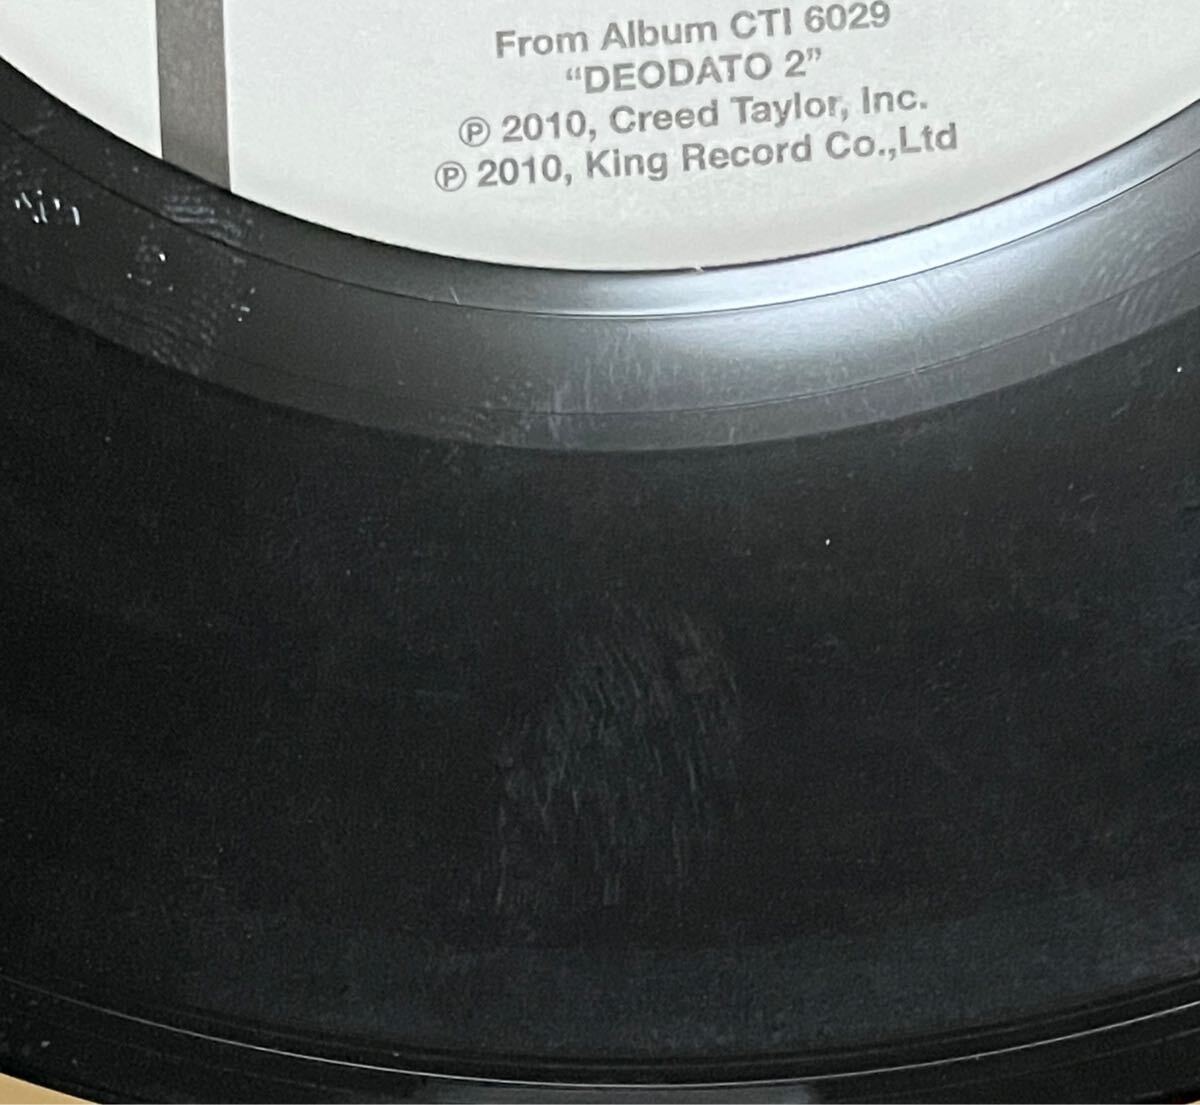 From Album CTI 6029
“DEODATO 2”
℗ 2010, Creed Taylor, Inc.
℗ 2010, King Record Co.,Ltd